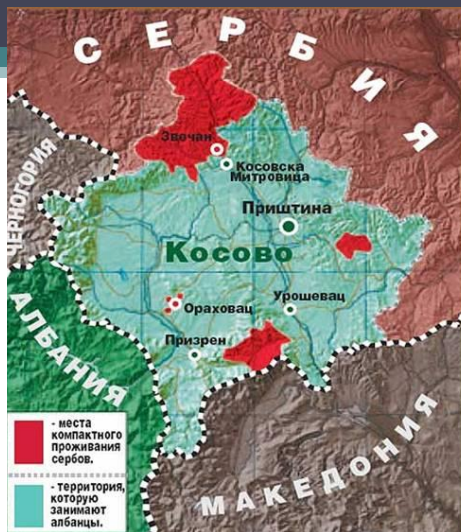 СЕРБИЯ
ЧЕРНОГОРИЯ
Звечан
Косовска
Митровица
Приштина
Косово
АЛБАНИЯ
Ораховац
Урошевац
Призрен
МАКЕДОНИЯ
- места
компактного
проживания
сербов.
- территория,
которую
занимают
албанцы.